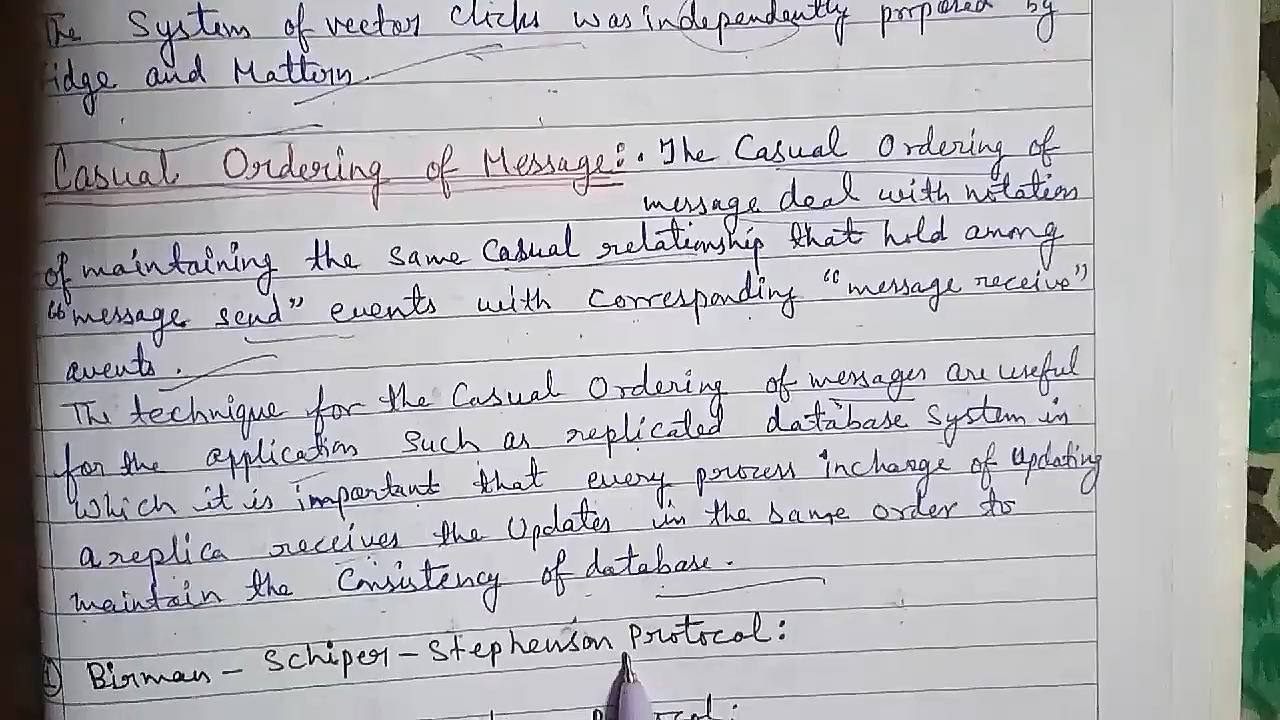 The System of vector Clicks was independently proposed by
idge and Mattern.
Casual Ordering of Message:. The Casual Ordering of
message deal with notation
of maintaining the same Casual relationship that hold among
"message send" events with corresponding "message receive"
events.
The technique for the Casual Ordering of messages are useful
for the application such as replicated database system in
which it is important that every process incharge of updating
a replica receives the Updates in the same order to
maintain the Consistency of database.
① Birman - Schiper - Stephenson Protocal: